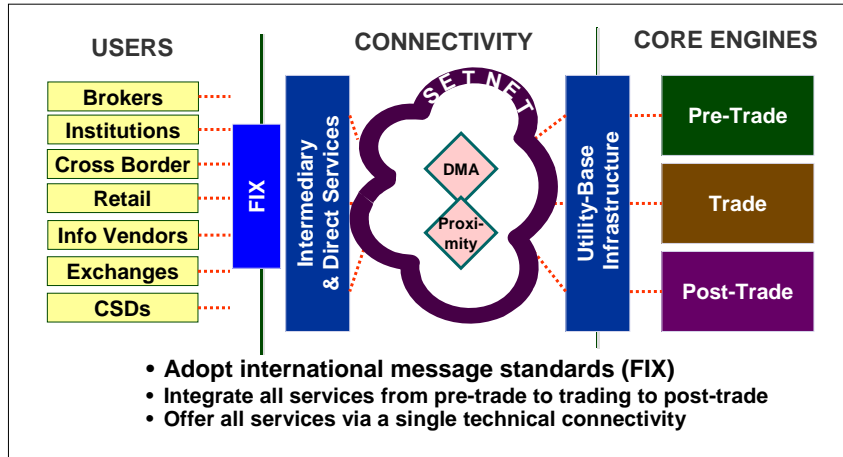 USERS
CONNECTIVITY
CORE ENGINES
Brokers
Institutions
Cross Border
Retail
Info Vendors
Exchanges
CSDs
FIX
Intermediary
& Direct Services
SETNET
DMA
Proxi-
mity
Utility-Base
Infrastructure
Pre-Trade
Trade
Post-Trade
• Adopt international message standards (FIX)
• Integrate all services from pre-trade to trading to post-trade
• Offer all services via a single technical connectivity